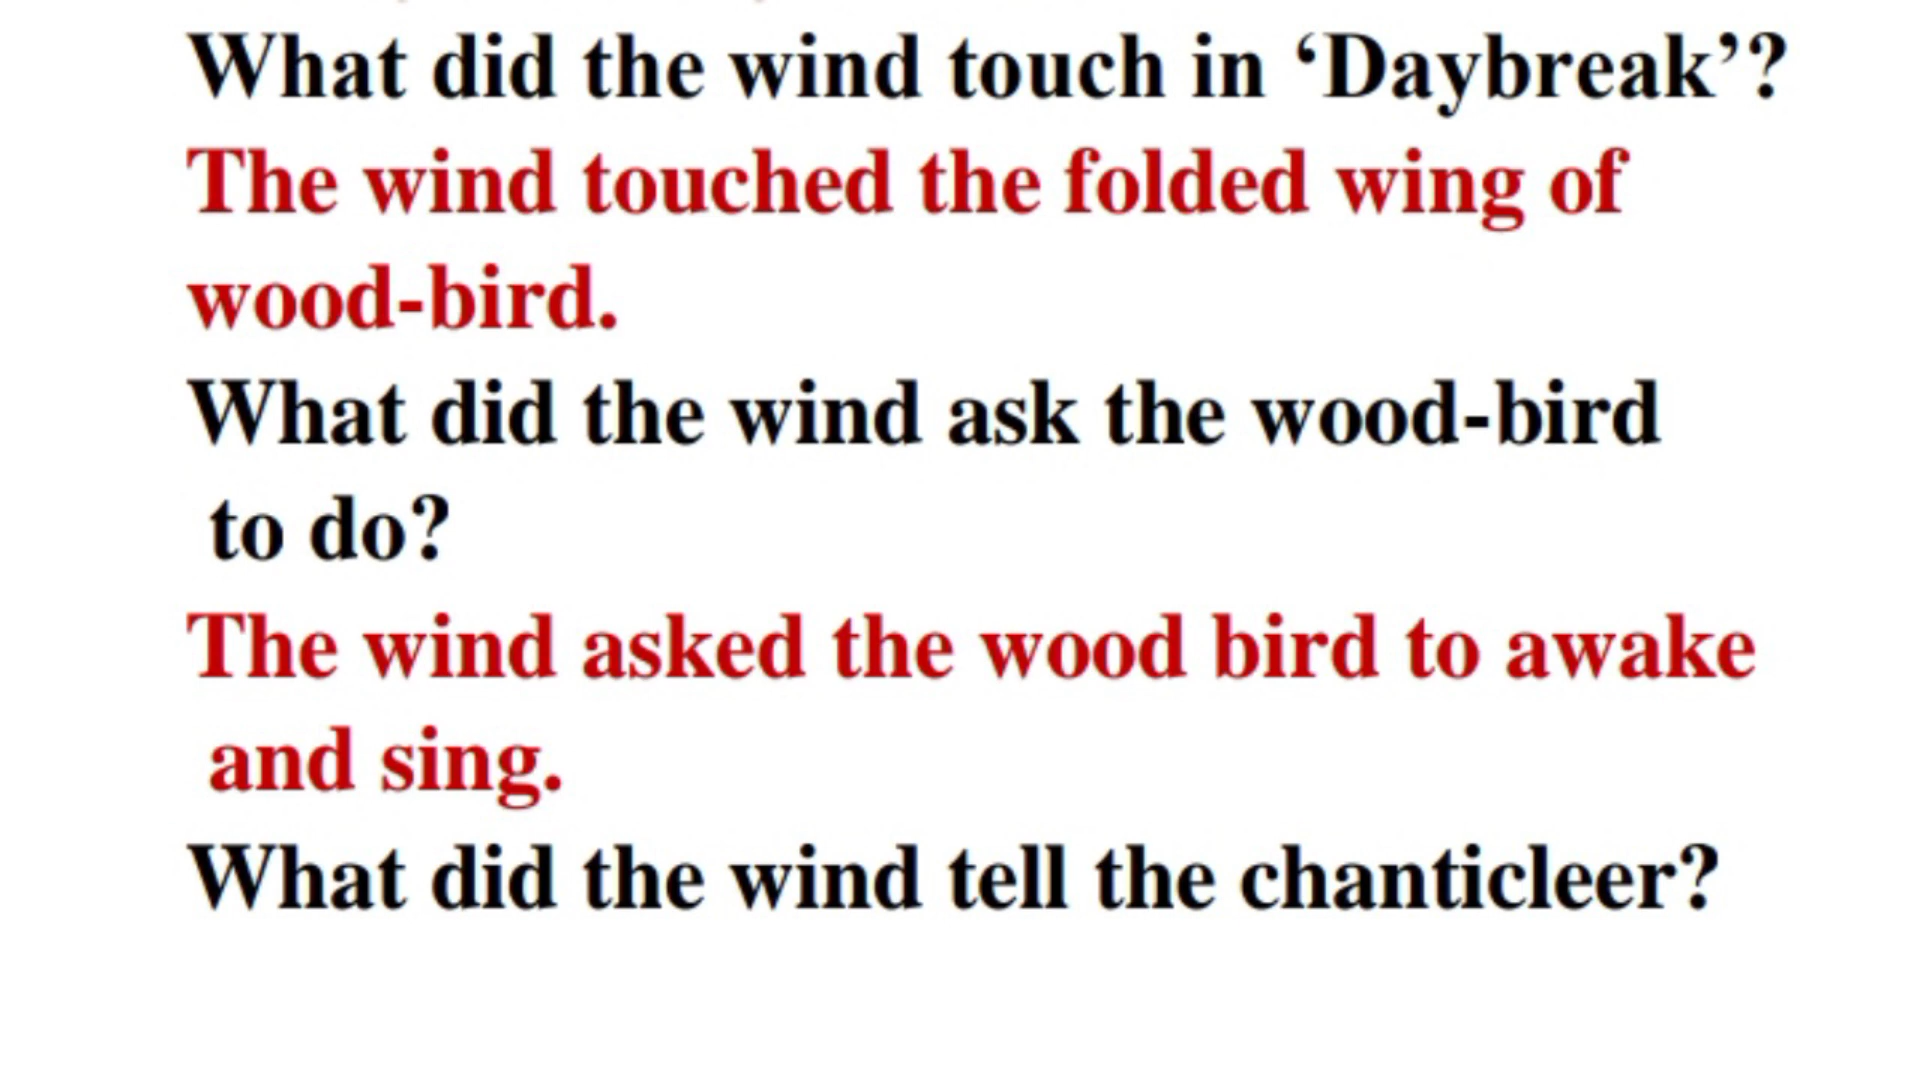 What did the wind touch in ‘Daybreak’?
The wind touched the folded wing of
wood-bird.
What did the wind ask the wood-bird
to do?
The wind asked the wood bird to awake
and sing.
What did the wind tell the chanticleer?